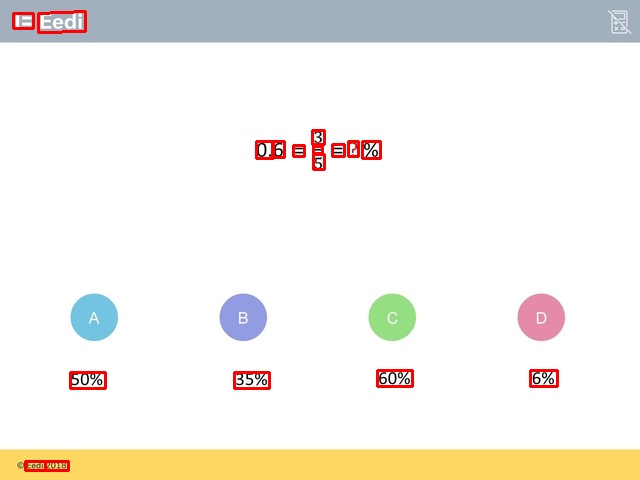 Eedi
0.6 = 3/5 = ? %
A B C D
50% 35% 60% 6%
© Eedi 2018